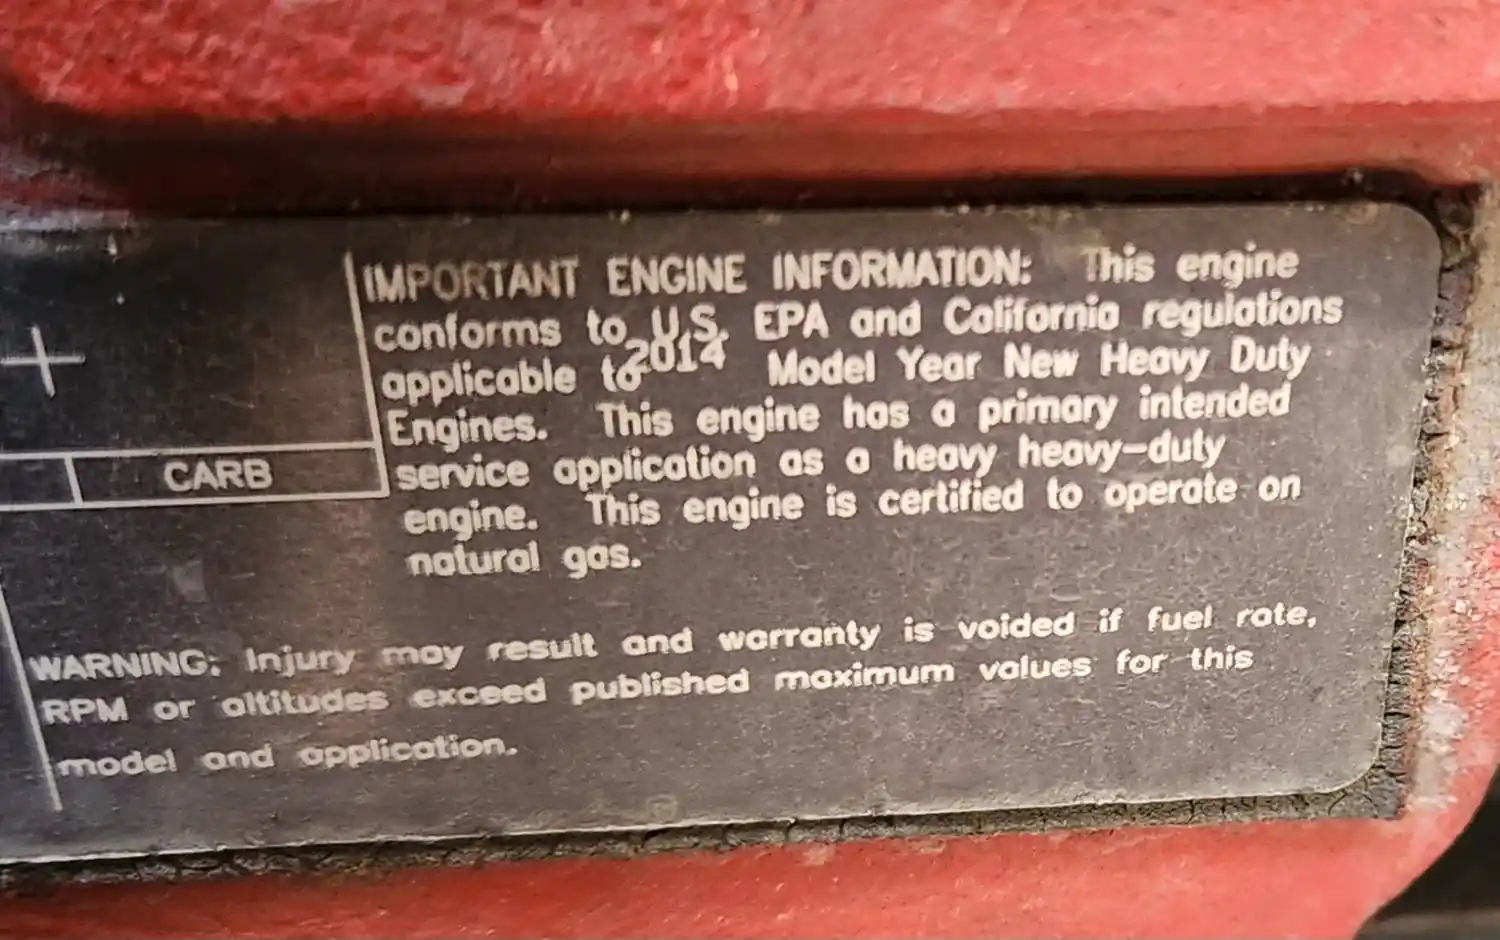 IMPORTANT ENGINE INFORMATION: This engine
conforms to U.S. EPA and California regulations
applicable to 2014 Model Year New Heavy Duty
Engines. This engine has a primary intended
service application as a heavy heavy-duty
engine. This engine is certified to operate on
natural gas.
CARB
WARNING: Injury may result and warranty is voided if fuel rate,
RPM or altitudes exceed published maximum values for this
model and application.